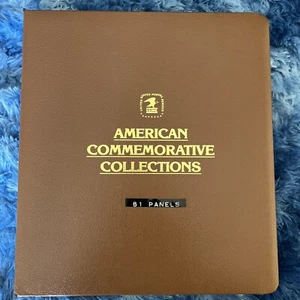 AMERICAN
COMMEMORATIVE
COLLECTIONS
81 PANELS